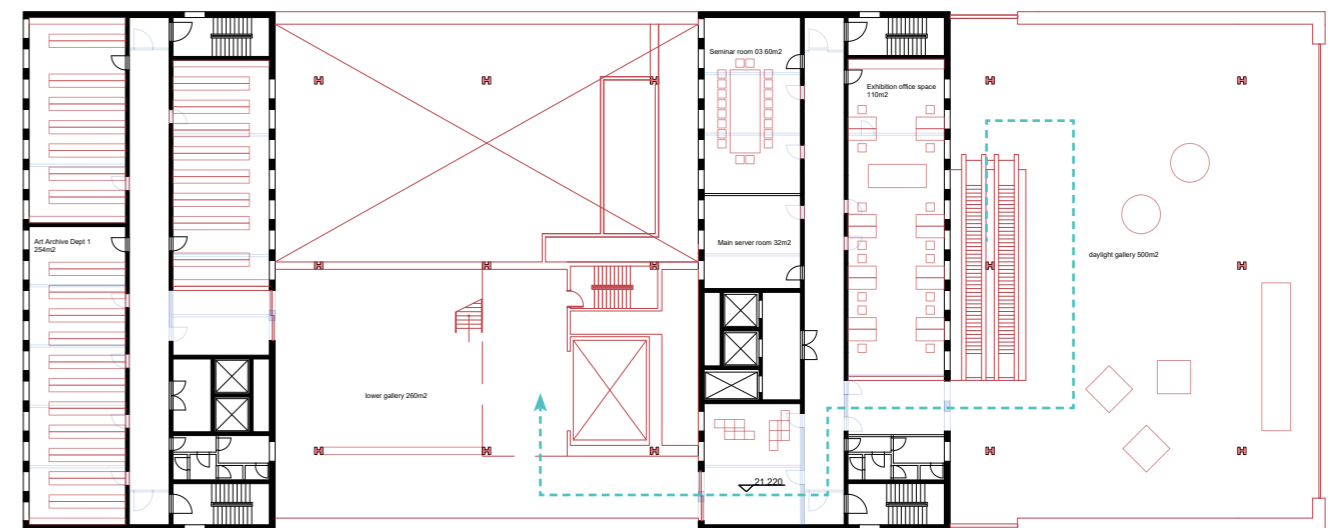 Seminar room 03 60m2
Exhibition office space
110m2
Art Archive Dept 1
254m2
Main server room 32m2
daylight gallery 500m2
lower gallery 260m2
21.220